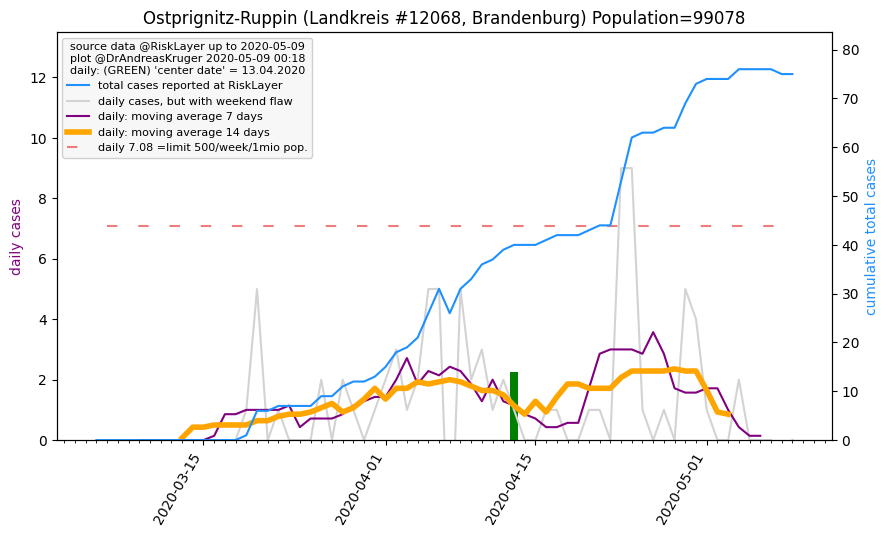 Ostprignitz-Ruppin (Landkreis #12068, Brandenburg) Population=99078
source data @RiskLayer up to 2020-05-09
plot @DrAndreasKruger 2020-05-09 00:18
daily: (GREEN) 'center date' = 13.04.2020
total cases reported at RiskLayer
daily cases, but with weekend flaw
daily: moving average 7 days
daily: moving average 14 days
daily 7.08 =limit 500/week/1mio pop.
daily cases
12
10
8
6
4
2
0
cumulative total cases
80
70
60
50
40
30
20
10
0
2020-03-15
2020-04-01
2020-04-15
2020-05-01